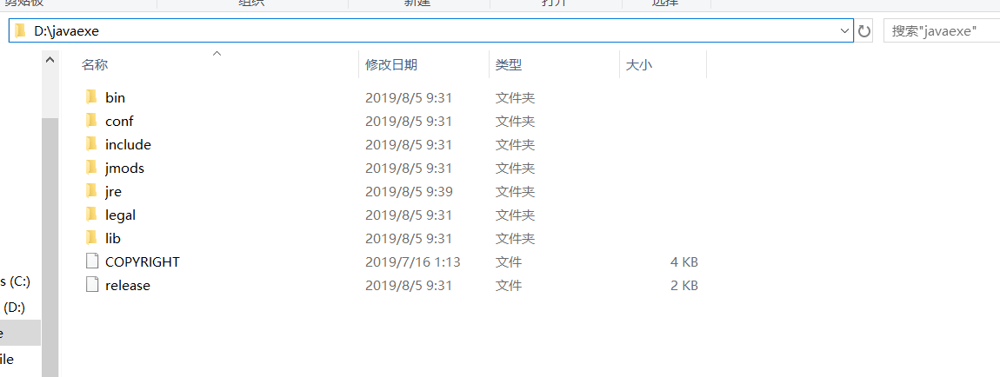 剪贴板 组织 新建 打开 选择
D:\javaexe 搜索"javaexe"
名称 修改日期 类型 大小
bin 2019/8/5 9:31 文件夹
conf 2019/8/5 9:31 文件夹
include 2019/8/5 9:31 文件夹
jmods 2019/8/5 9:31 文件夹
jre 2019/8/5 9:39 文件夹
legal 2019/8/5 9:31 文件夹
lib 2019/8/5 9:31 文件夹
COPYRIGHT 2019/7/16 1:13 文件 4 KB
s (C:)
release 2019/8/5 9:31 文件 2 KB
(D:)
e
ile